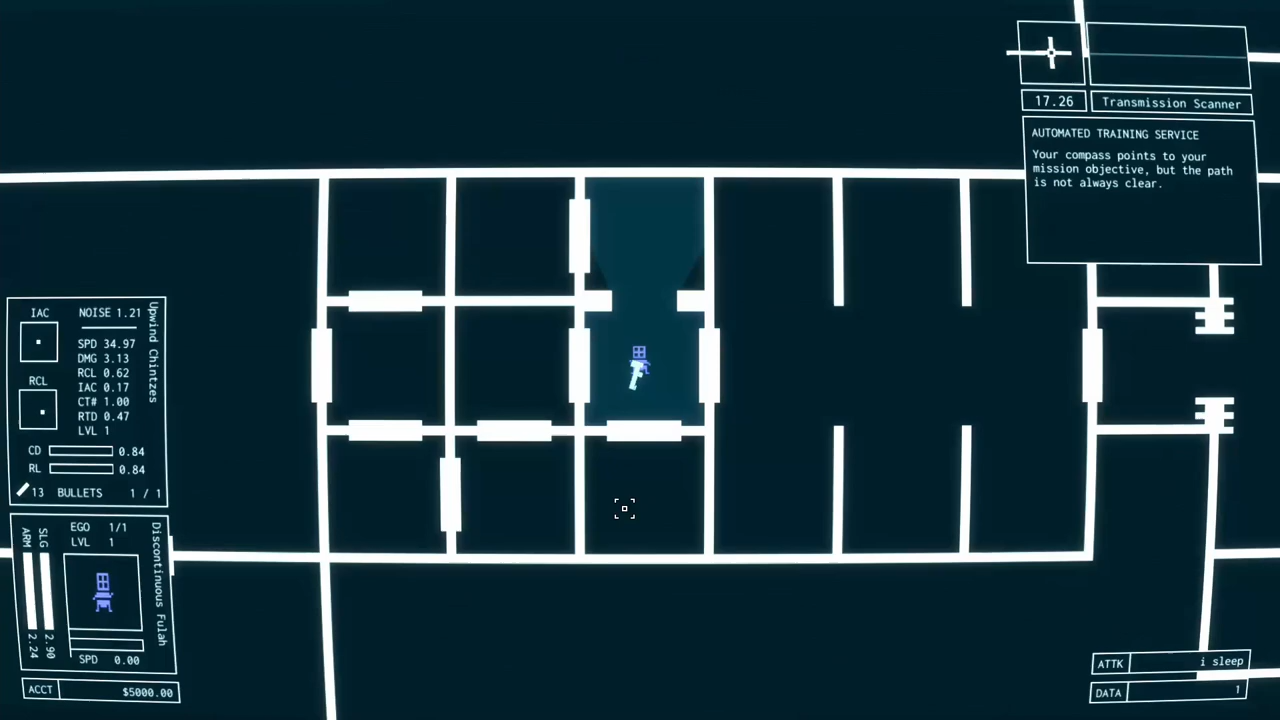 17.26 Transmission Scanner
AUTOMATED TRAINING SERVICE
Your compass points to your
mission objective, but the path
is not always clear.
IAC
NOISE 1.21
Upwind Chintzes
SPD 34.97
DMG 3.13
RCL
RCL 0.62
IAC 0.17
CT# 1.00
RTD 0.47
LVL 1
CD 0.84
RL 0.84
13 BULLETS 1 / 1
ARM
SLG
EGO 1/1
LVL 1
Discontinuous Fulah
2.24
2.90
SPD 0.00
ACCT $5000.00
ATTK i sleep
DATA 1